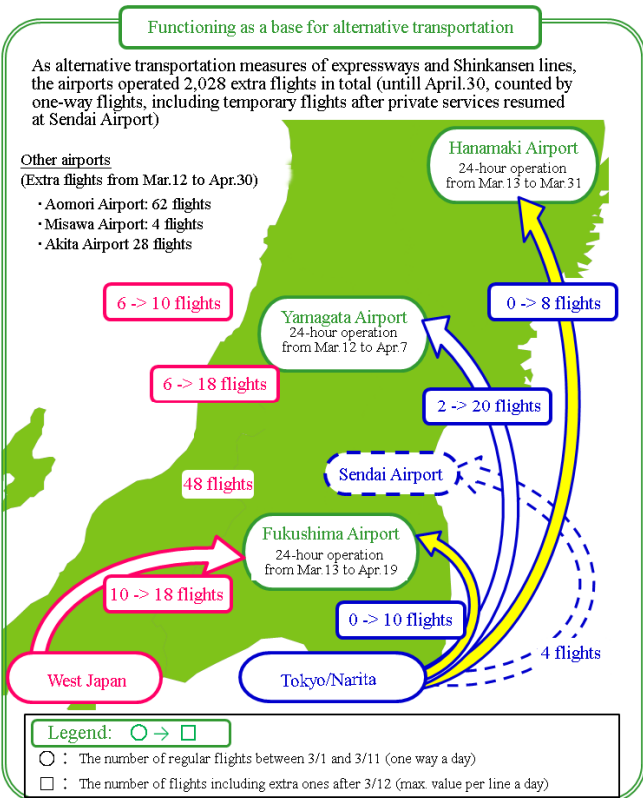 Functioning as a base for alternative transportation
As alternative transportation measures of expressways and Shinkansen lines,
the airports operated 2,028 extra flights in total (untill April.30, counted by
one-way flights, including temporary flights after private services resumed
at Sendai Airport)
Other airports
(Extra flights from Mar.12 to Apr.30)
・Aomori Airport: 62 flights
・Misawa Airport: 4 flights
・Akita Airport 28 flights
Hanamaki Airport
24-hour operation
from Mar.13 to Mar.31
6 -> 10 flights
0 -> 8 flights
Yamagata Airport
24-hour operation
from Mar.12 to Apr.7
6 -> 18 flights
2 -> 20 flights
Sendai Airport
48 flights
Fukushima Airport
24-hour operation
from Mar.13 to Apr.19
10 -> 18 flights
0 -> 10 flights
4 flights
West Japan
Tokyo/Narita
Legend: ○ → □
○ : The number of regular flights between 3/1 and 3/11 (one way a day)
□ : The number of flights including extra ones after 3/12 (max. value per line a day)